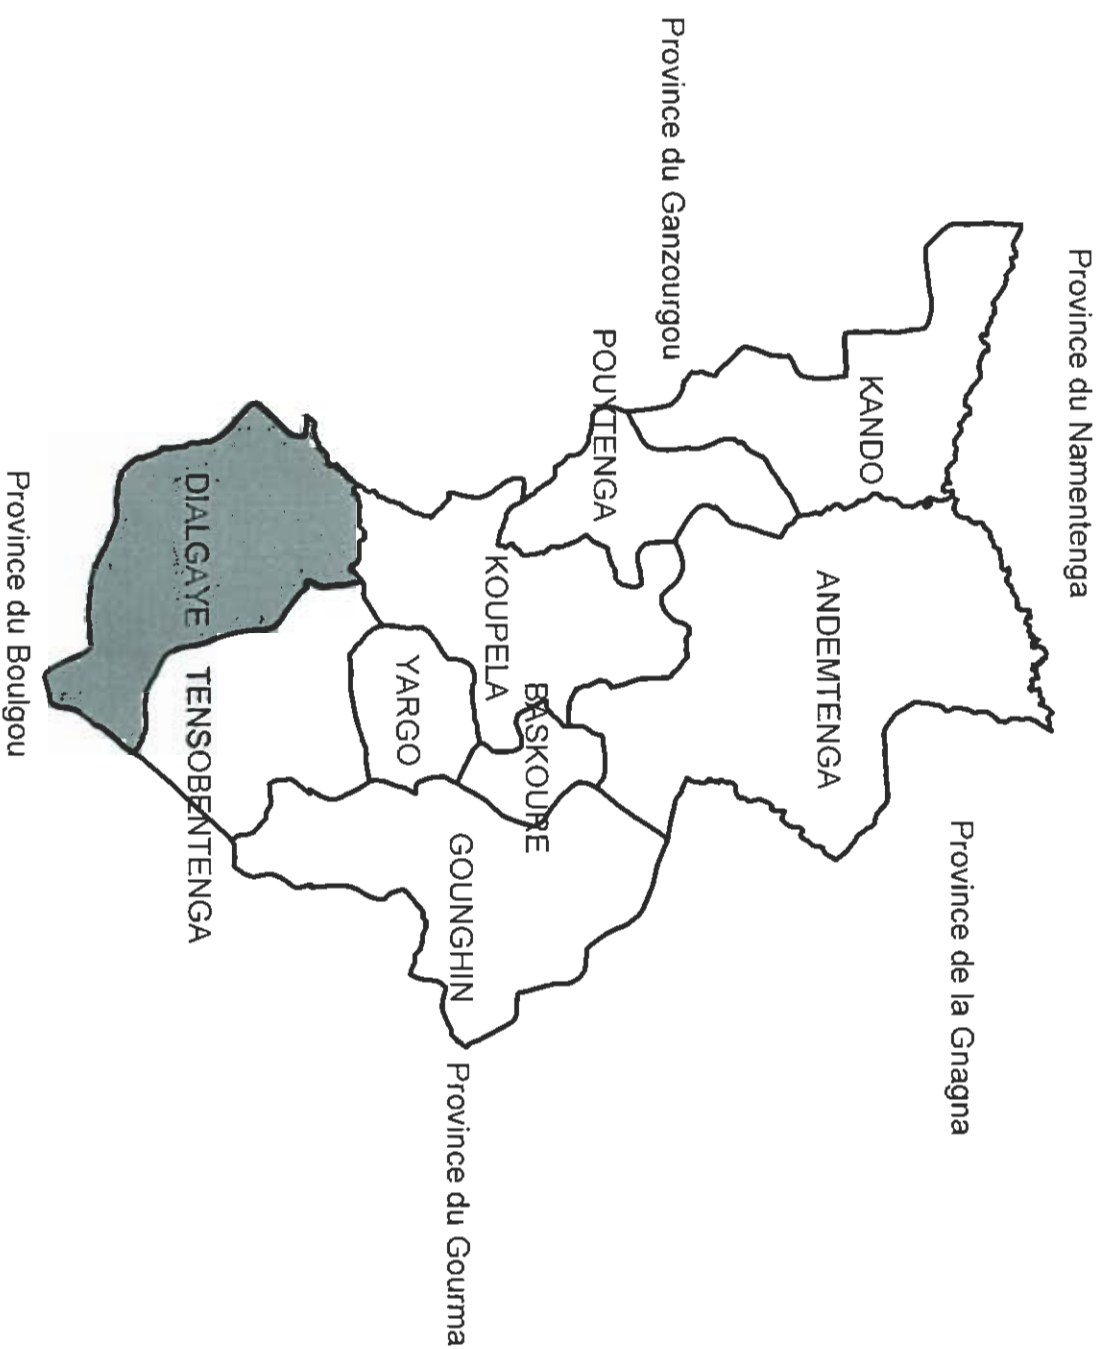 Province du Namentenga
Province de la Gnagna
KANDO
ANDEMTENGA
Province du Ganzourgou
POUYTENGA
BASKOURE
KOUPELA
GOUNGHIN
Province du Gourma
YARGO
DIALGAYE
TENSOBENTENGA
Province du Boulgou